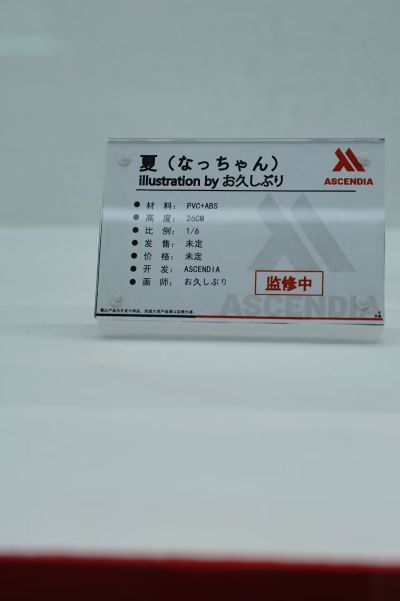 夏（なっちゃん）
illustration by お久しぶり
ASCENDIA
● 材 料： PVC+ABS
● 高 度： 26CM
● 比 例： 1/6
● 发 售： 未定
● 价 格： 未定
● 开 发： ASCENDIA
● 画 师： お久しぶり
监修中
ASCENDIA